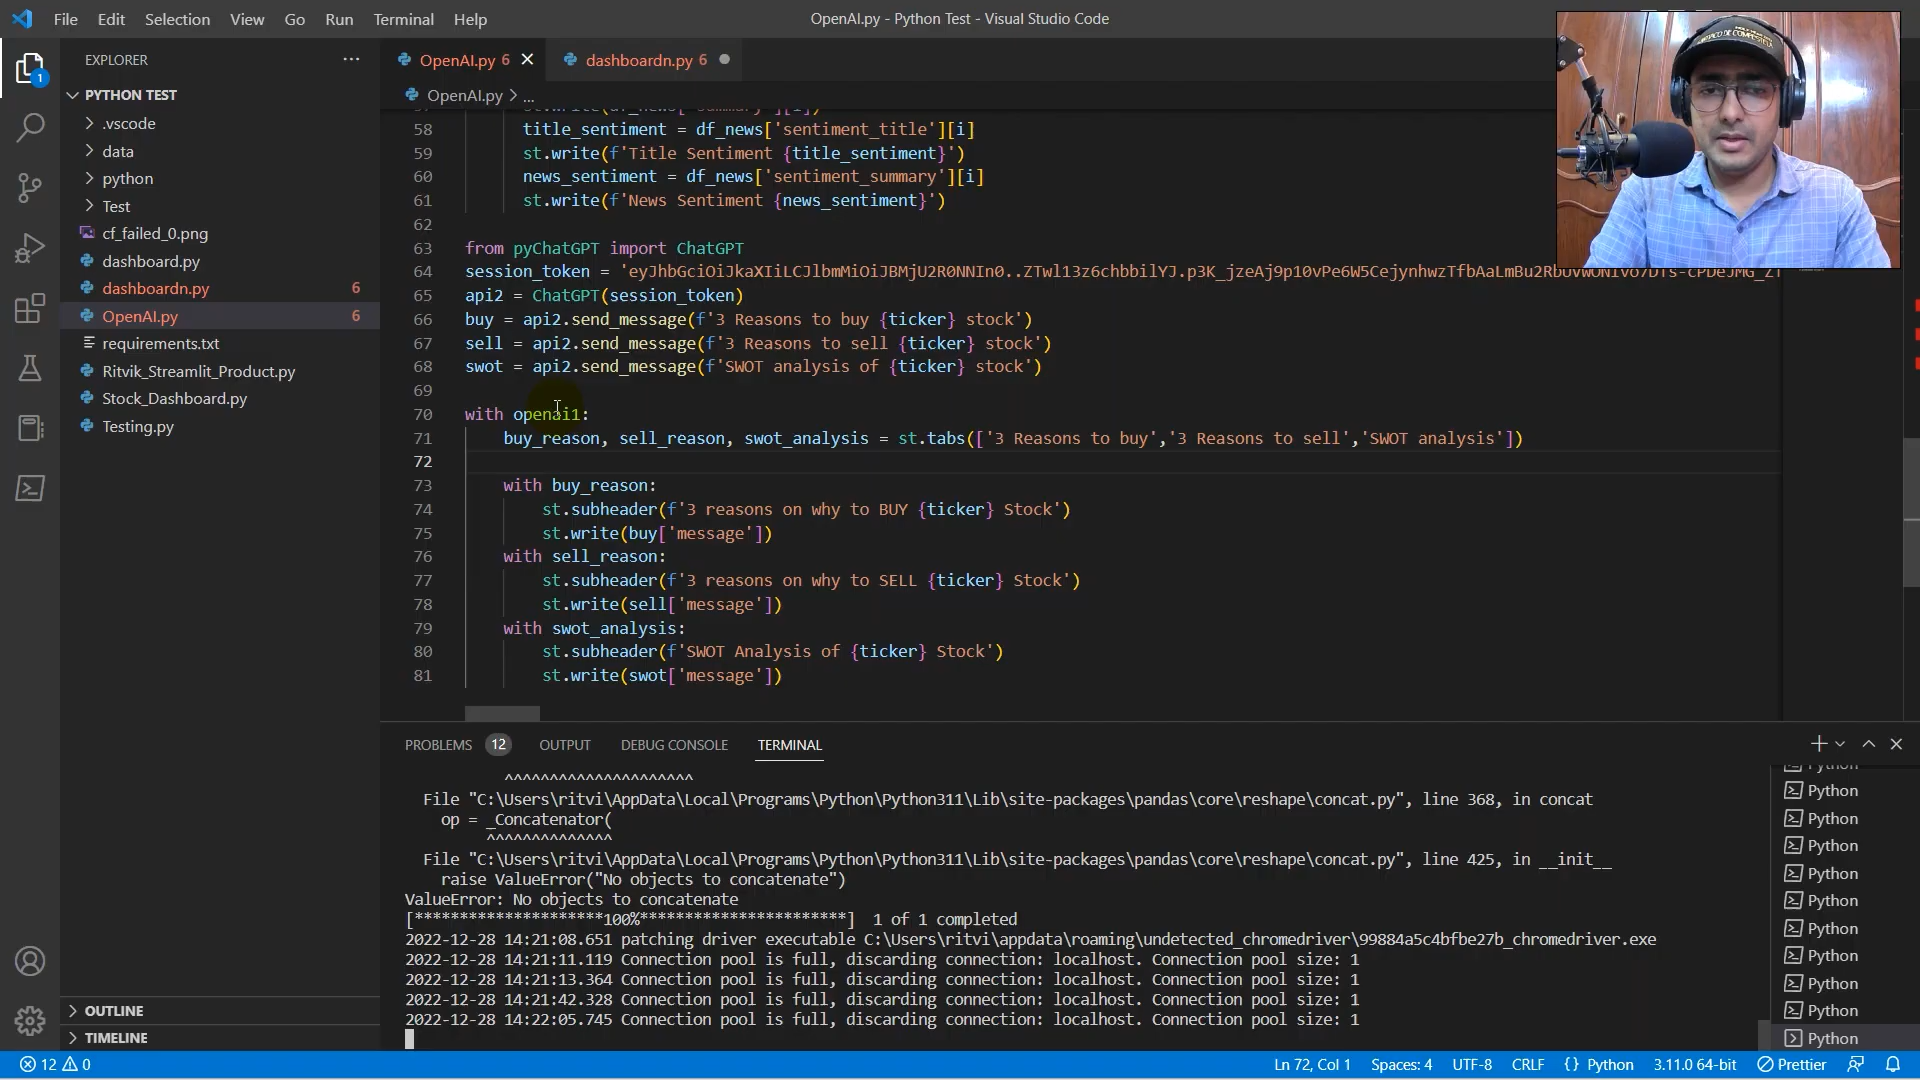 File Edit Selection View Go Run Terminal Help
OpenAI.py - Python Test - Visual Studio Code
EXPLORER
OpenAI.py 6
dashboardn.py 6
PYTHON TEST
OpenAI.py > ...
.vscode
data
python
Test
cf_failed_0.png
dashboard.py
dashboardn.py 6
OpenAI.py 6
requirements.txt
Ritvik_Streamlit_Product.py
Stock_Dashboard.py
Testing.py
OUTLINE
TIMELINE
58 title_sentiment = df_news['sentiment_title'][i]
59 st.write(f'Title Sentiment {title_sentiment}')
60 news_sentiment = df_news['sentiment_summary'][i]
61 st.write(f'News Sentiment {news_sentiment}')
62
63 from pyChatGPT import ChatGPT
64 session_token =
65 api2 = ChatGPT(session_token)
66 buy = api2.send_message(f'3 Reasons to buy {ticker} stock')
67 sell = api2.send_message(f'3 Reasons to sell {ticker} stock')
68 swot = api2.send_message(f'SWOT analysis of {ticker} stock')
69
70 with openai1:
71 buy_reason, sell_reason, swot_analysis = st.tabs(['3 Reasons to buy','3 Reasons to sell','SWOT analysis'])
72
73 with buy_reason:
74 st.subheader(f'3 reasons on why to BUY {ticker} Stock')
75 st.write(buy['message'])
76 with sell_reason:
77 st.subheader(f'3 reasons on why to SELL {ticker} Stock')
78 st.write(sell['message'])
79 with swot_analysis:
80 st.subheader(f'SWOT Analysis of {ticker} Stock')
81 st.write(swot['message'])
PROBLEMS 12 OUTPUT DEBUG CONSOLE TERMINAL
^^^^^^^^^^^^^^^^^^^^^
File "C:\Users\ritvi\AppData\Local\Programs\Python\Python311\Lib\site-packages\pandas\core\reshape\concat.py", line 368, in concat
op = _Concatenator(
^^^^^^^^^^^^^^
File "C:\Users\ritvi\AppData\Local\Programs\Python\Python311\Lib\site-packages\pandas\core\reshape\concat.py", line 425, in __init__
raise ValueError("No objects to concatenate")
ValueError: No objects to concatenate
[*********************100%***********************] 1 of 1 completed
2022-12-28 14:21:08.651 patching driver executable C:\Users\ritvi\appdata\roaming\undetected_chromedriver\99884a5c4bfbe27b_chromedriver.exe
2022-12-28 14:21:11.119 Connection pool is full, discarding connection: localhost. Connection pool size: 1
2022-12-28 14:21:13.364 Connection pool is full, discarding connection: localhost. Connection pool size: 1
2022-12-28 14:21:42.328 Connection pool is full, discarding connection: localhost. Connection pool size: 1
2022-12-28 14:22:05.745 Connection pool is full, discarding connection: localhost. Connection pool size: 1
Python
Python
Python
Python
Python
Python
Python
Python
Python
Python
12 0
Ln 72, Col 1 Spaces: 4 UTF-8 CRLF {} Python 3.11.0 64-bit Prettier